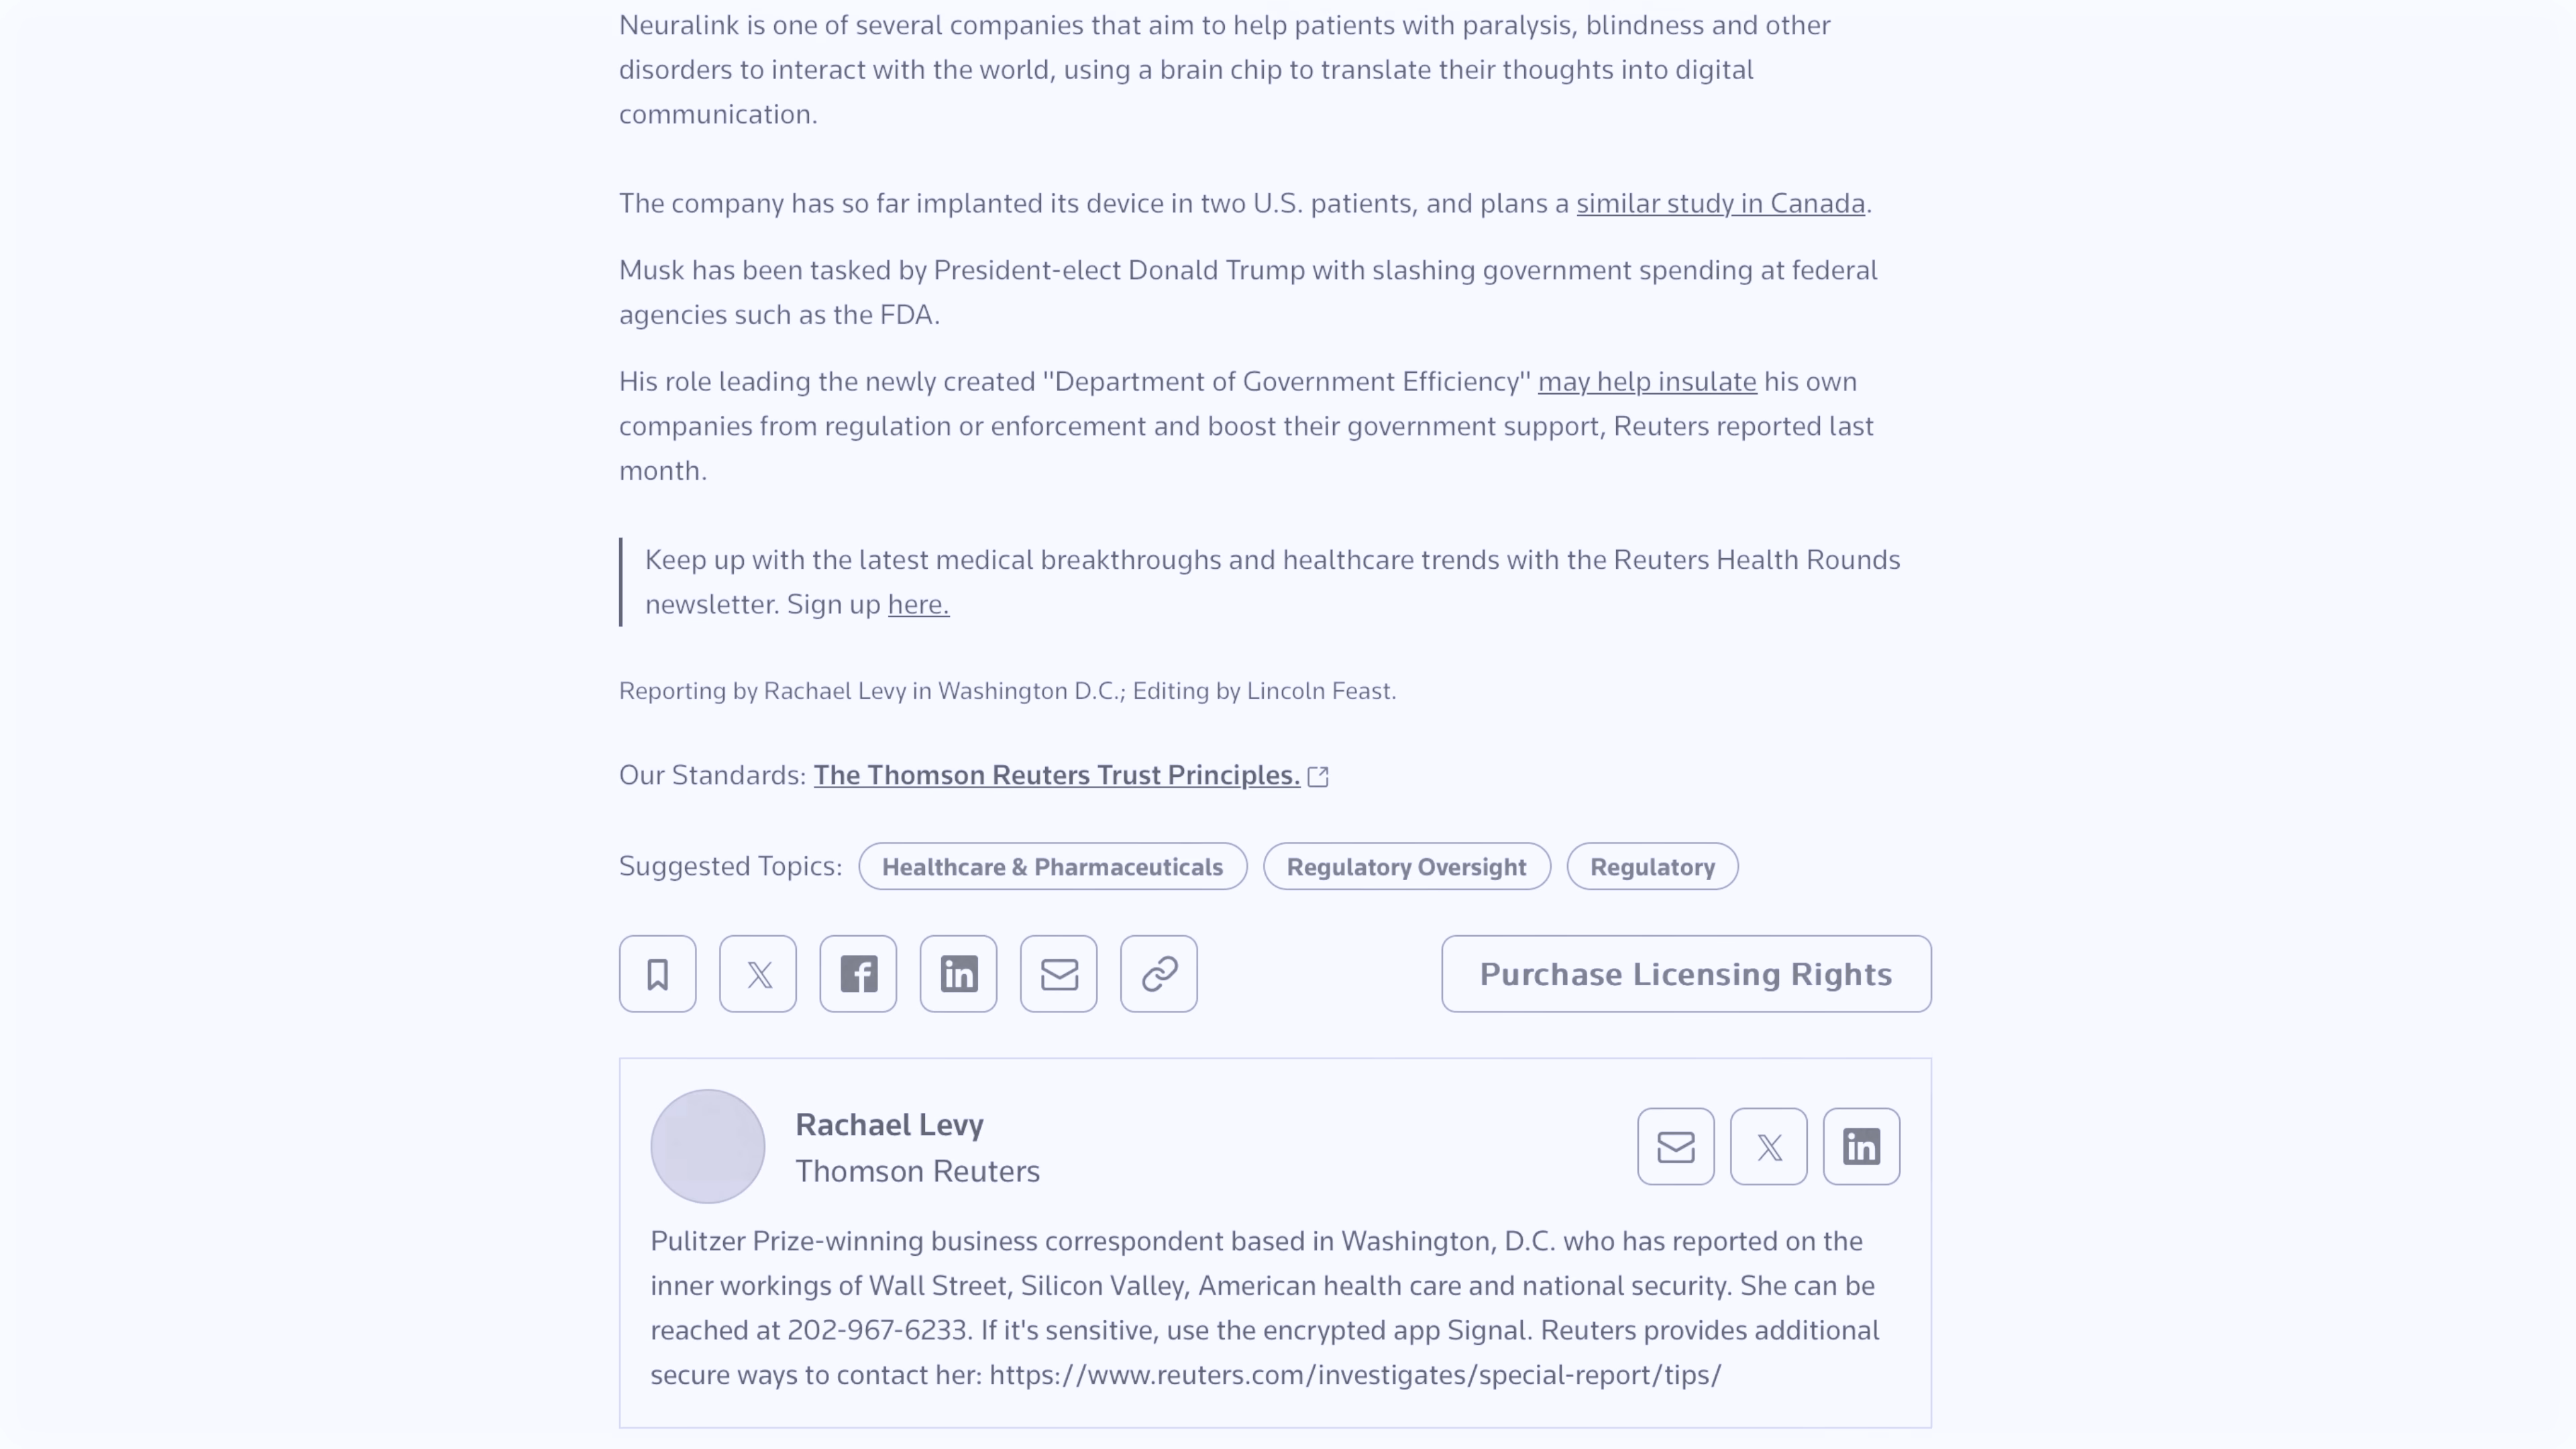 Neuralink is one of several companies that aim to help patients with paralysis, blindness and other
disorders to interact with the world, using a brain chip to translate their thoughts into digital
communication.
The company has so far implanted its device in two U.S. patients, and plans a similar study in Canada.
Musk has been tasked by President-elect Donald Trump with slashing government spending at federal
agencies such as the FDA.
His role leading the newly created "Department of Government Efficiency" may help insulate his own
companies from regulation or enforcement and boost their government support, Reuters reported last
month.
Keep up with the latest medical breakthroughs and healthcare trends with the Reuters Health Rounds
newsletter. Sign up here.
Reporting by Rachael Levy in Washington D.C.; Editing by Lincoln Feast.
Our Standards: The Thomson Reuters Trust Principles.
Suggested Topics: Healthcare & Pharmaceuticals Regulatory Oversight Regulatory
Purchase Licensing Rights
Rachael Levy
Thomson Reuters
Pulitzer Prize-winning business correspondent based in Washington, D.C. who has reported on the
inner workings of Wall Street, Silicon Valley, American health care and national security. She can be
reached at 202-967-6233. If it's sensitive, use the encrypted app Signal. Reuters provides additional
secure ways to contact her: https://www.reuters.com/investigates/special-report/tips/